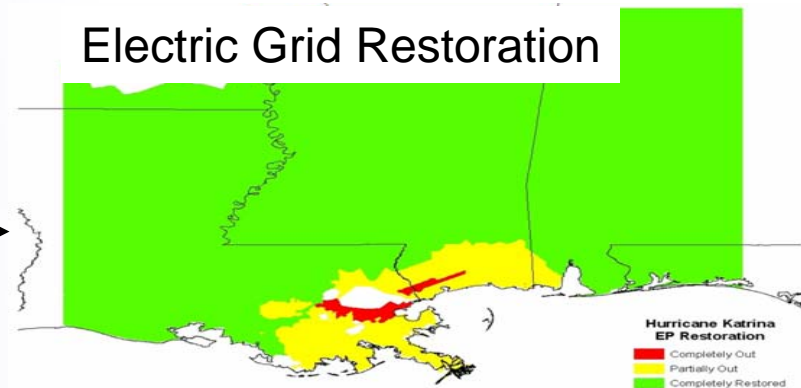 Electric Grid Restoration
Hurricane Katrina
EP Restoration
Completely Out
Partially Out
Completely Restored